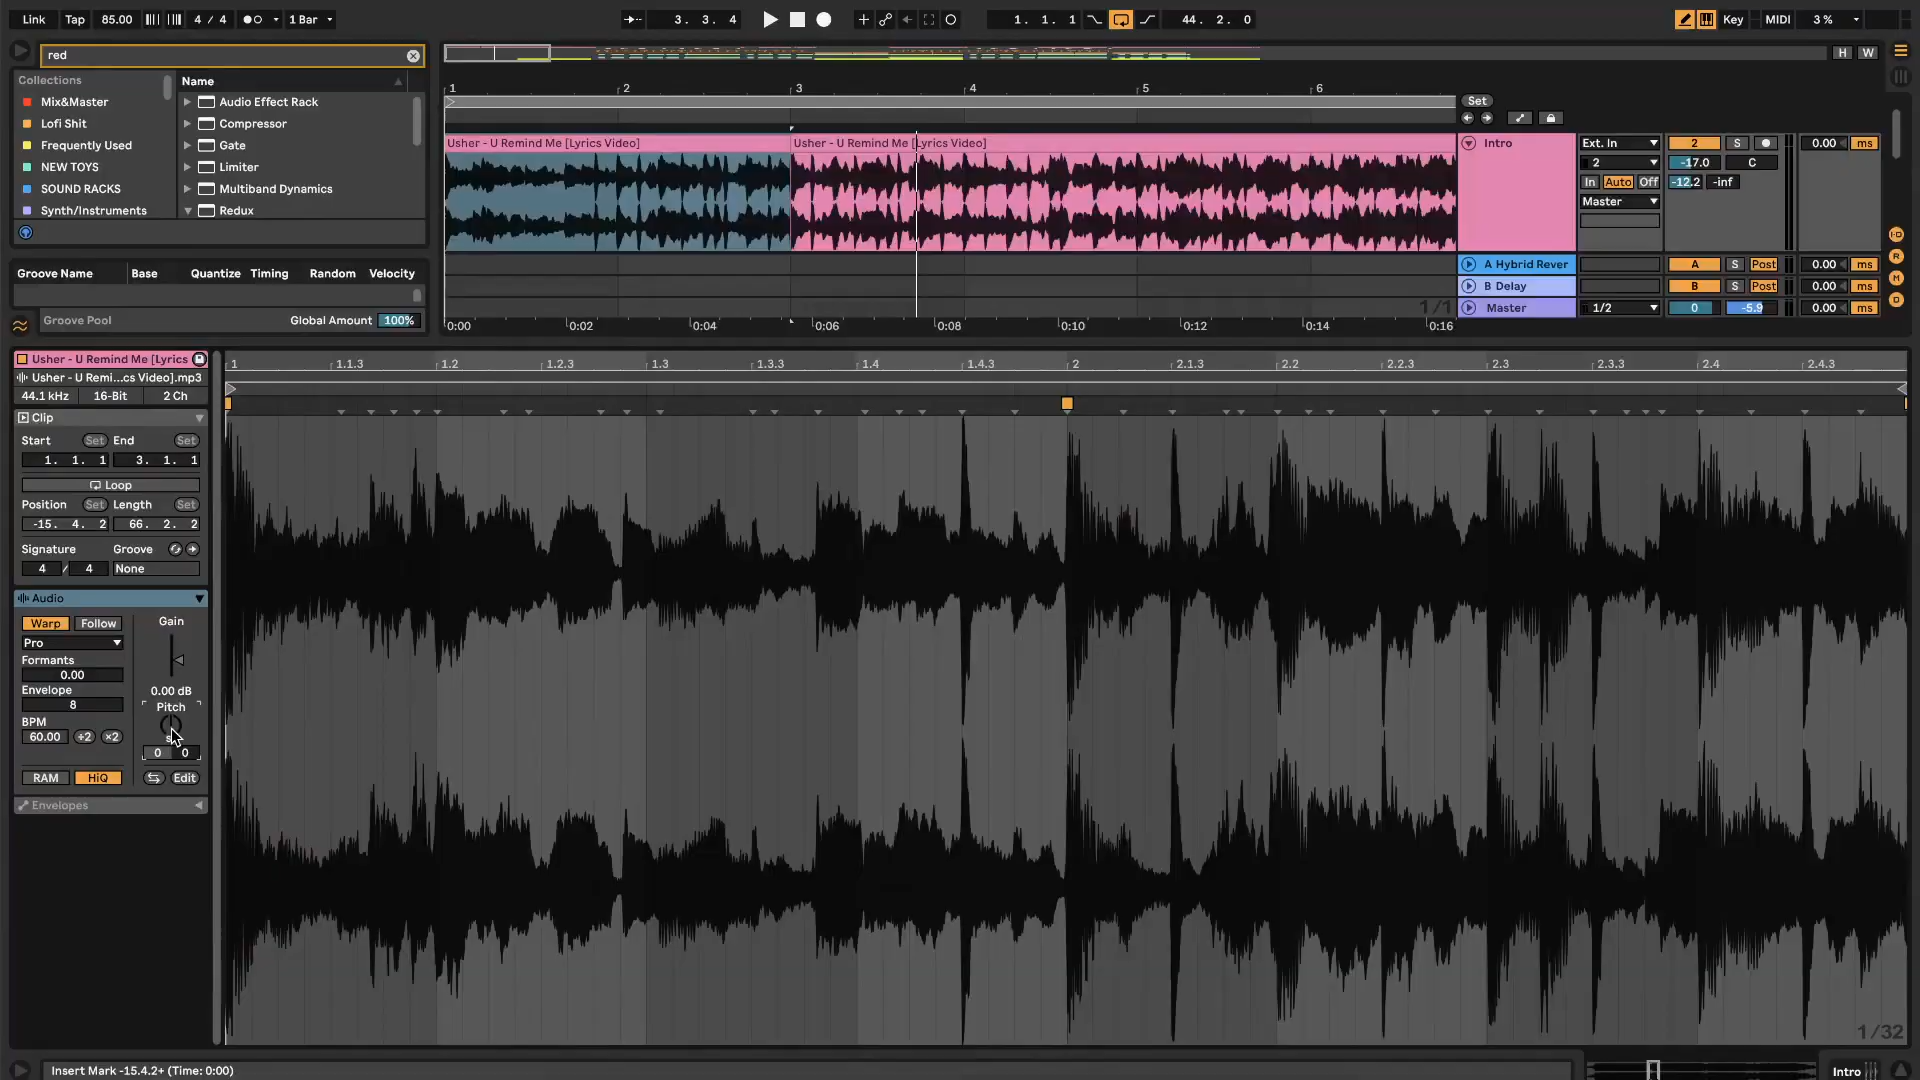 Link Tap 85.00 4 / 4 1 Bar 3. 3. 4 1. 1. 1 44. 2. 0 Key MIDI 3 %
red
H W
Collections Name
Mix&Master Audio Effect Rack
Lofi Shit Compressor
Frequently Used Gate
NEW TOYS Limiter
SOUND RACKS Multiband Dynamics
Synth/Instruments Redux
1 2 3 4 5 6
Set
Usher - U Remind Me [Lyrics Video] Usher - U Remind Me [Lyrics Video]
Intro Ext. In 2 S 0.00 ms
2 -17.0 C
In Auto Off -12.2 -inf
Master
A Hybrid Rever A S Post 0.00 ms
B Delay B S Post 0.00 ms
1/1
Master 1/2 0 -5.9 0.00 ms
0:00 0:02 0:04 0:06 0:08 0:10 0:12 0:14 0:16
Groove Name Base Quantize Timing Random Velocity
Groove Pool Global Amount 100%
Usher - U Remind Me [Lyrics
Usher - U Remi...cs Video].mp3
44.1 kHz 16-Bit 2 Ch
Clip
Start Set End Set
1. 1. 1 3. 1. 1
Loop
Position Set Length Set
-15. 4. 2 66. 2. 2
Signature Groove
4 / 4 None
Audio
Warp Follow Gain
Pro
Formants
0.00
Envelope 0.00 dB
8 Pitch
BPM
60.00 ÷2 ×2
0 0
RAM HiQ Edit
Envelopes
1 1.1.3 1.2 1.2.3 1.3 1.3.3 1.4 1.4.3 2 2.1.3 2.2 2.2.3 2.3 2.3.3 2.4 2.4.3
1/32
Insert Mark -15.4.2+ (Time: 0:00)
Intro
I-O
R
M
D